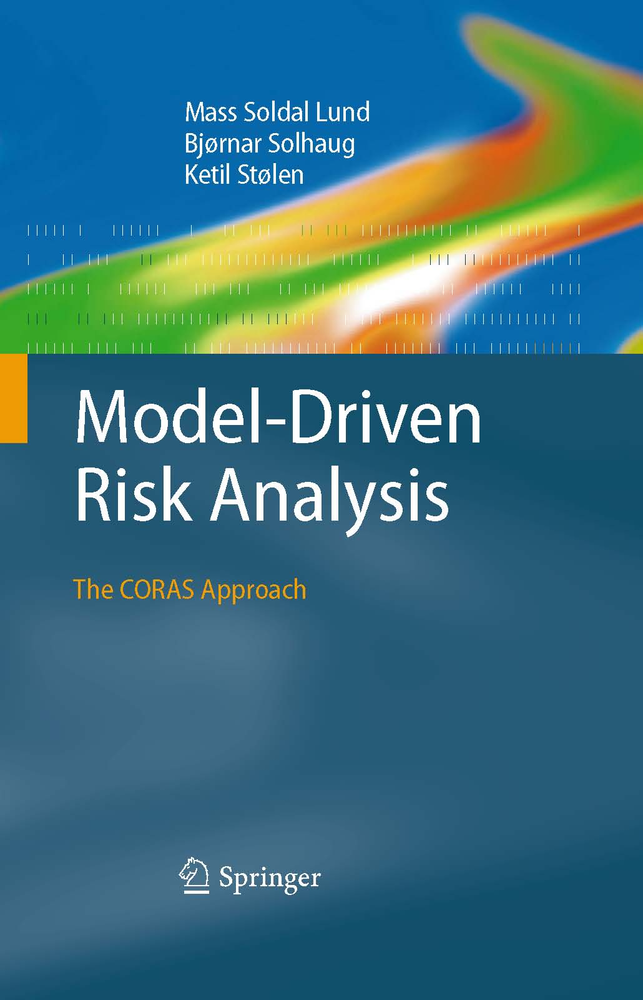 Mass Soldal Lund
Bjørnar Solhaug
Ketil Stølen
Model-Driven
Risk Analysis
The CORAS Approach
Springer